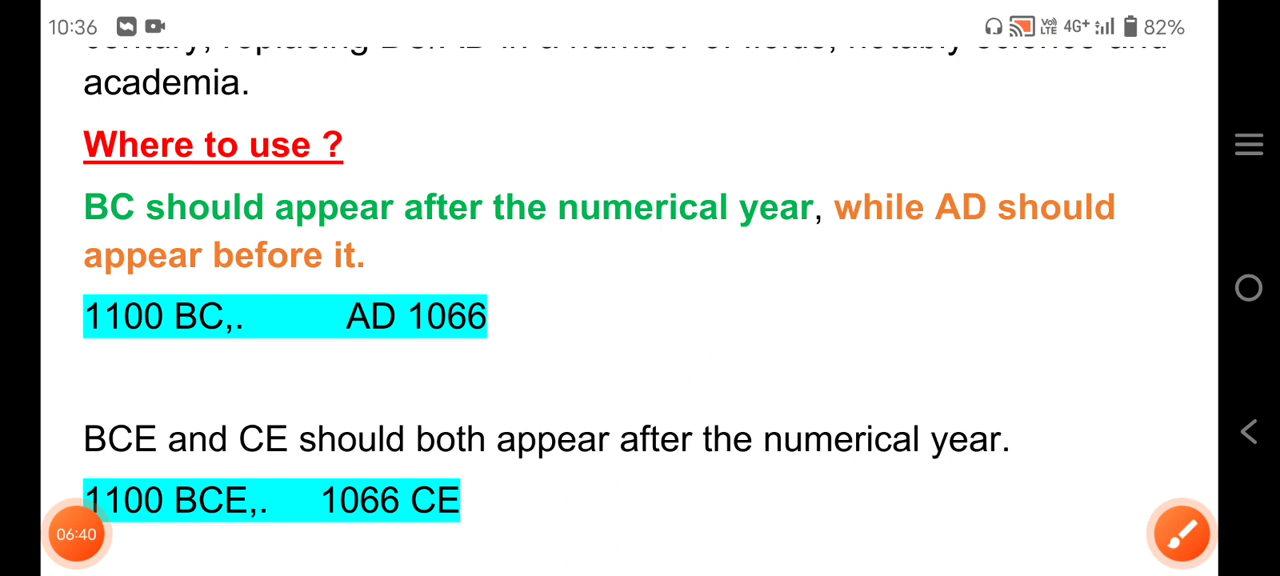 10:36 VoD LTE 4G+ 82%
academia.
Where to use ?
BC should appear after the numerical year, while AD should
appear before it.
1100 BC,. AD 1066
BCE and CE should both appear after the numerical year.
1100 BCE,. 1066 CE
06:40